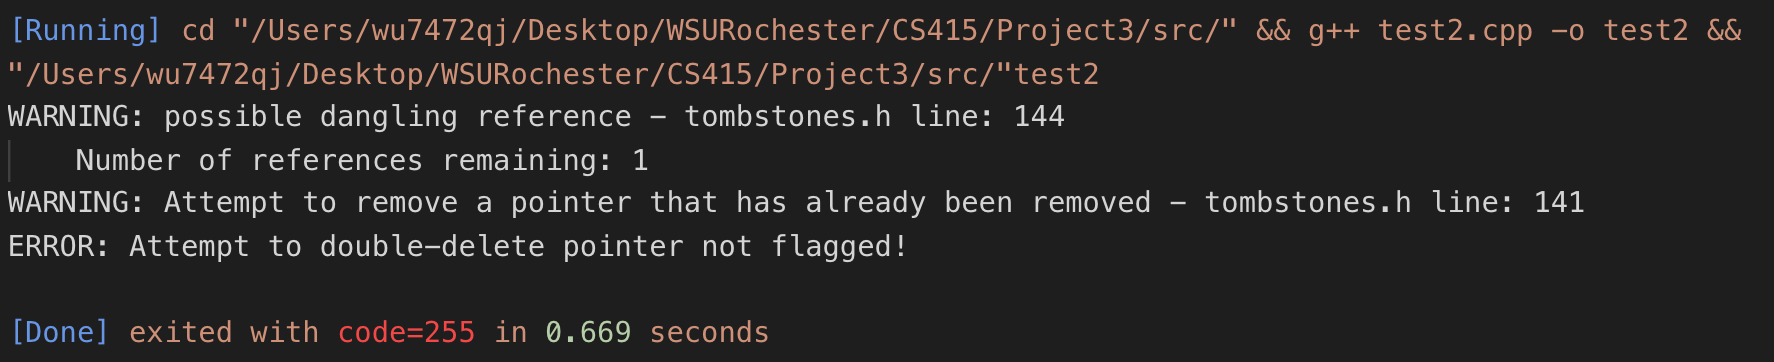 [Running] cd "/Users/wu7472qj/Desktop/WSURochester/CS415/Project3/src/" && g++ test2.cpp -o test2 &&
"/Users/wu7472qj/Desktop/WSURochester/CS415/Project3/src/"test2
WARNING: possible dangling reference - tombstones.h line: 144
    Number of references remaining: 1
WARNING: Attempt to remove a pointer that has already been removed - tombstones.h line: 141
ERROR: Attempt to double-delete pointer not flagged!
[Done] exited with code=255 in 0.669 seconds